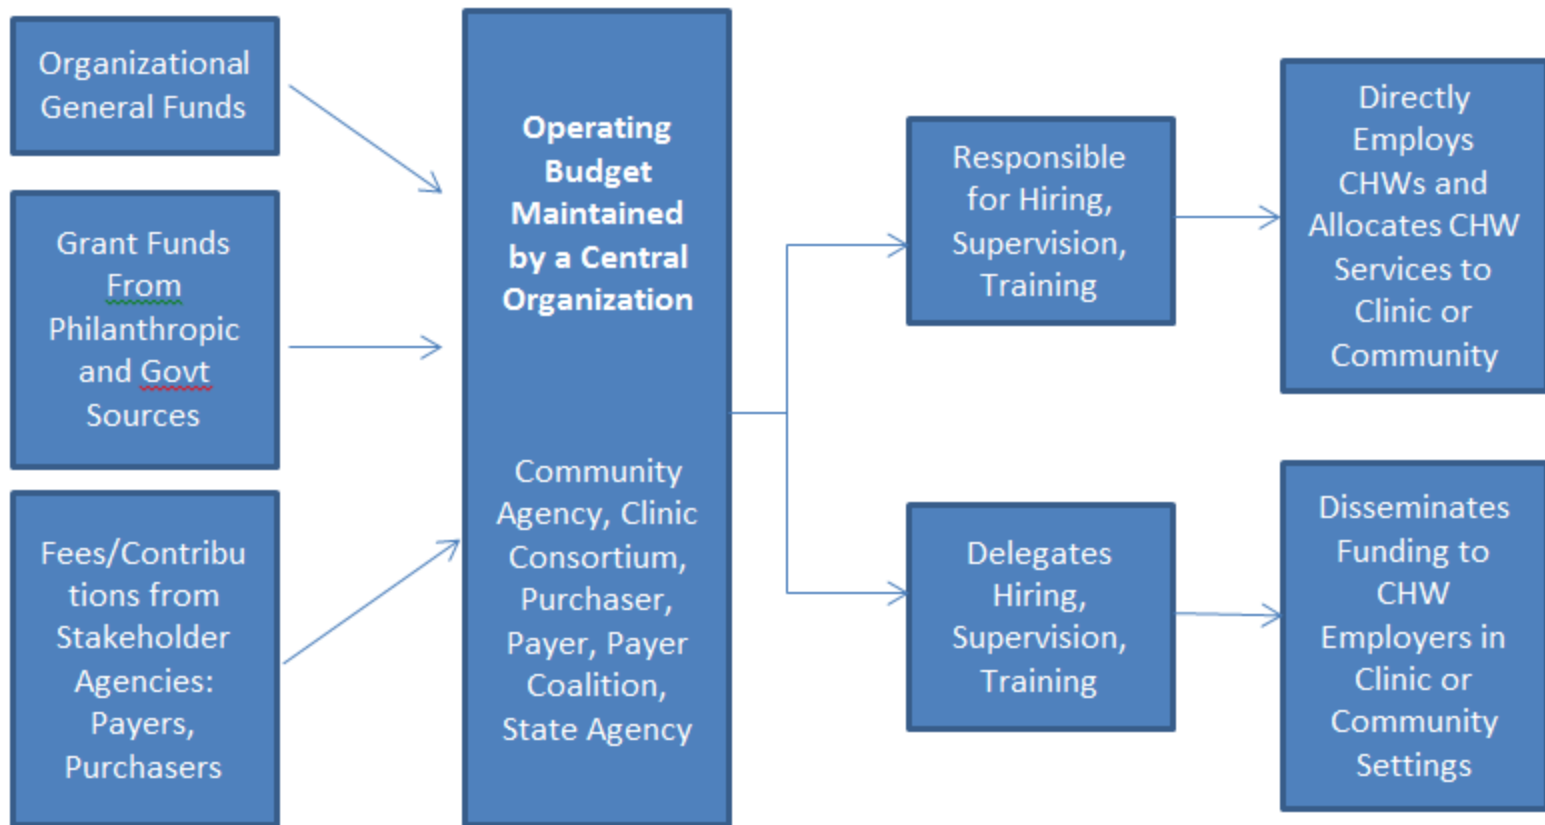 Organizational
General Funds
Grant Funds
From
Philanthropic
and Govt
Sources
Fees/Contribu
tions from
Stakeholder
Agencies:
Payers,
Purchasers
Operating
Budget
Maintained
by a Central
Organization
Community
Agency, Clinic
Consortium,
Purchaser,
Payer, Payer
Coalition,
State Agency
Responsible
for Hiring,
Supervision,
Training
Delegates
Hiring,
Supervision,
Training
Directly
Employs
CHWs and
Allocates CHW
Services to
Clinic or
Community
Disseminates
Funding to
CHW
Employers in
Clinic or
Community
Settings